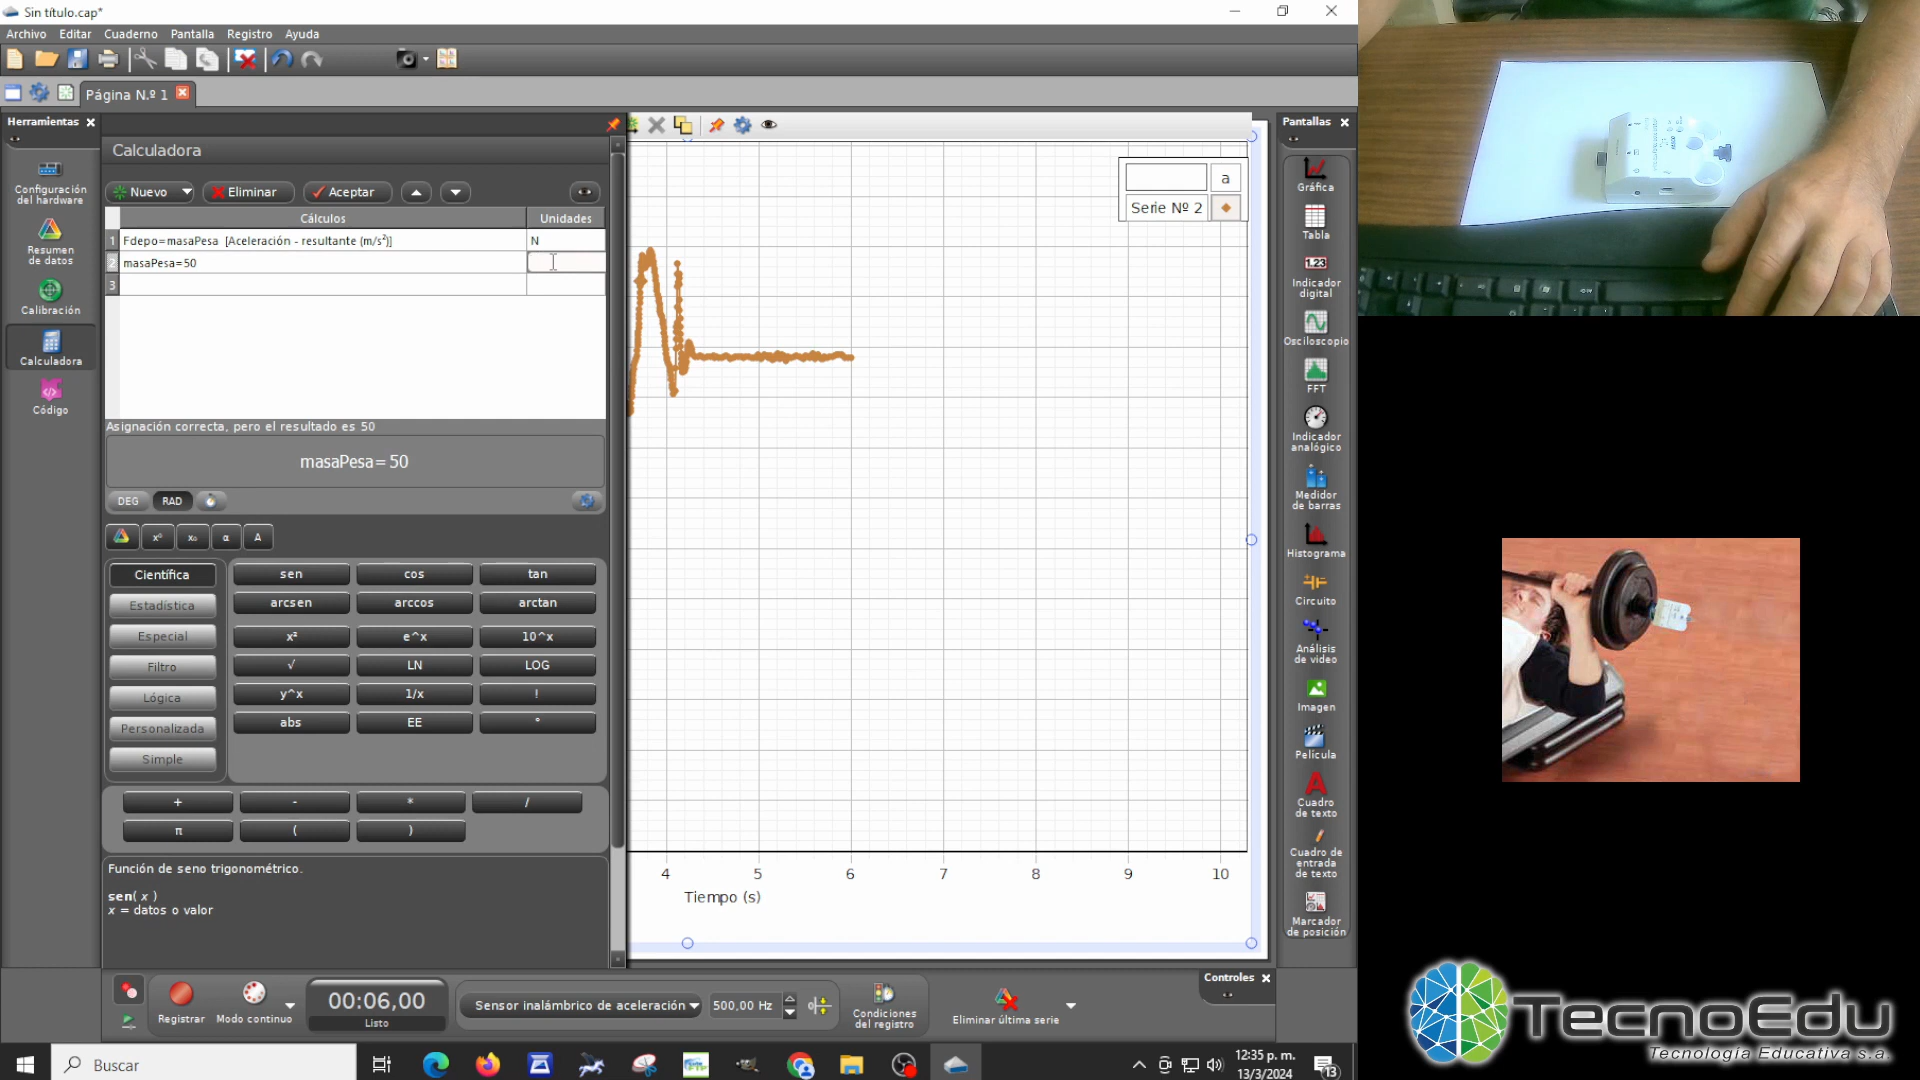 Sin título.cap*
Archivo Editar Cuaderno Pantalla Registro Ayuda
Página N.º 1
Herramientas
Configuración
del hardware
Resumen
de datos
Calibración
Calculadora
Código
Calculadora
Nuevo Eliminar Aceptar
Cálculos Unidades
1 Fdepo=masaPesa [Aceleración - resultante (m/s²)] N
2 masaPesa=50
3
Asignación correcta, pero el resultado es 50
masaPesa= 50
DEG RAD
x⁰ x₀ α A
Científica sen cos tan
Estadística arcsen arccos arctan
Especial x² e^x 10^x
Filtro √ LN LOG
Lógica y^x 1/x !
Personalizada abs EE °
Simple
+ - * /
π ( )
Función de seno trigonométrico.
sen( x )
x = datos o valor
a
Serie Nº 2
4 5 6 7 8 9 10
Tiempo (s)
Pantallas
Gráfica
Tabla
1.23
Indicador
digital
Osciloscopio
FFT
Indicador
analógico
Medidor
de barras
Histograma
Circuito
Análisis
de video
Imagen
Película
A
Cuadro
de texto
Cuadro de
entrada
de texto
Marcador
de posición
Registrar
Modo continuo
00:06,00
Listo
Sensor inalámbrico de aceleración
500,00 Hz
Condiciones
del registro
Eliminar última serie
Controles
Buscar
12:35 p. m.
13/3/2024
13
TecnoEdu
Tecnología Educativa s.a.